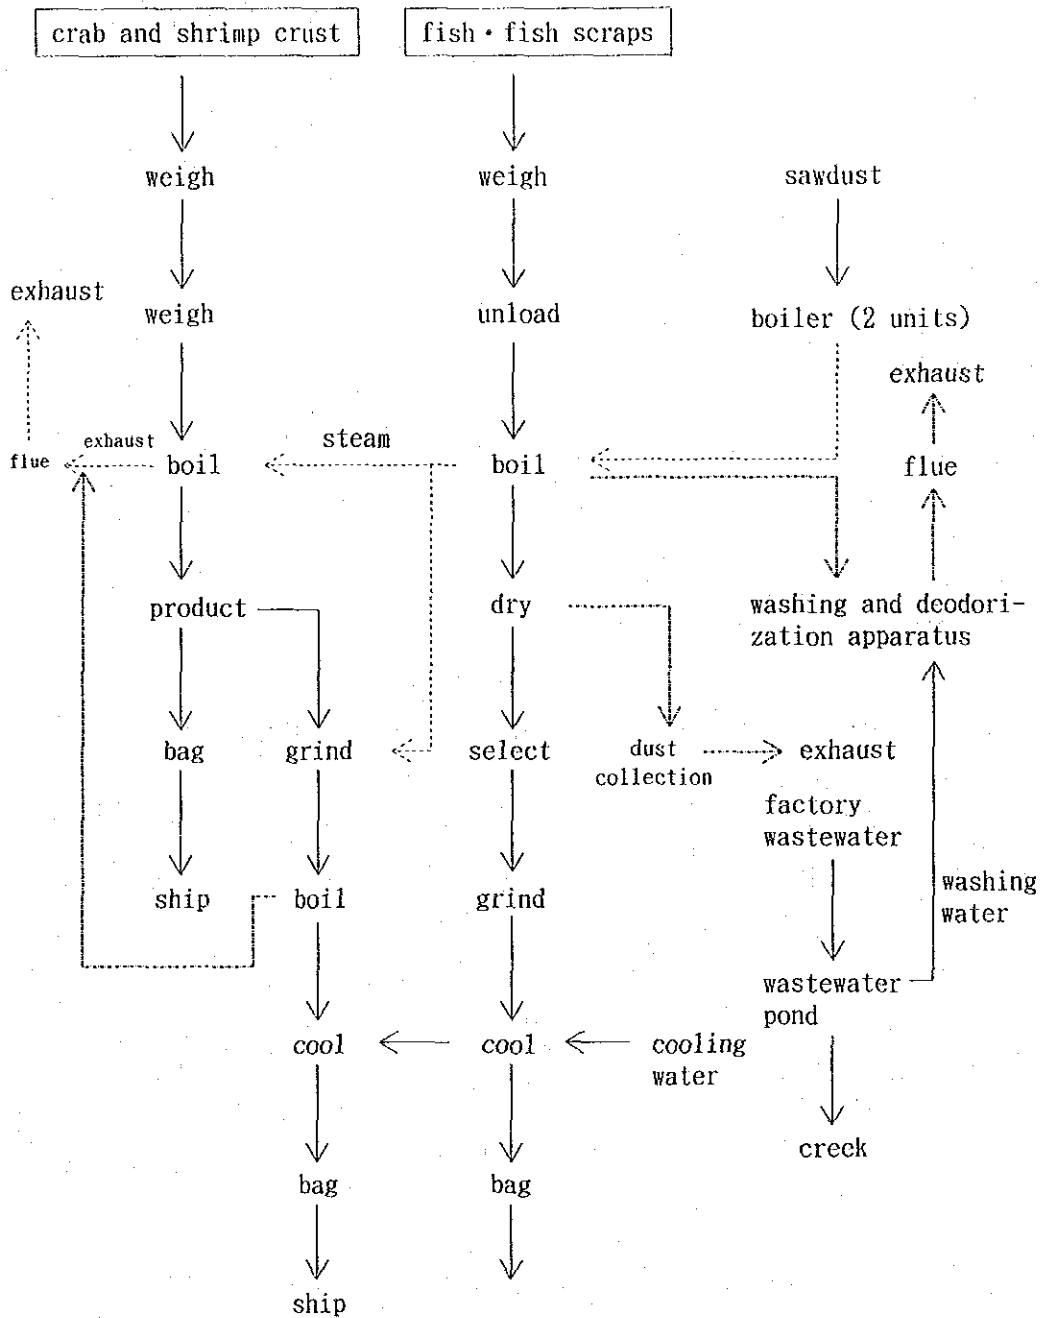 crab and shrimp crust
fish・fish scraps
weigh
weigh
sawdust
exhaust
weigh
unload
boiler (2 units)
exhaust
flue
exhaust
boil
steam
boil
flue
product
dry
washing and deodori-
zation apparatus
bag
grind
select
dust
collection
exhaust
factory
wastewater
ship
boil
grind
washing
water
wastewater
pond
cool
cool
cooling
water
creek
bag
bag
ship